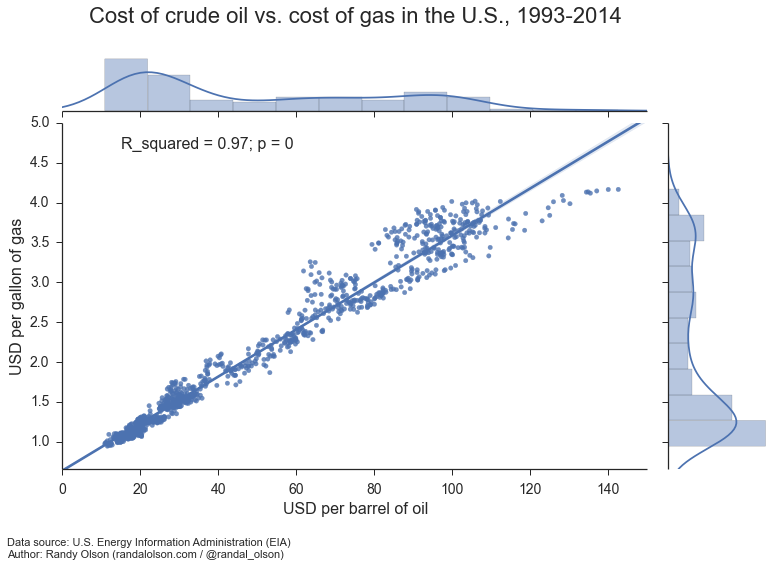 Cost of crude oil vs. cost of gas in the U.S., 1993-2014
R_squared = 0.97; p = 0
5.0
4.5
4.0
3.5
3.0
2.5
2.0
1.5
1.0
USD per gallon of gas
0 20 40 60 80 100 120 140
USD per barrel of oil
Data source: U.S. Energy Information Administration (EIA)
Author: Randy Olson (randalolson.com / @randal_olson)